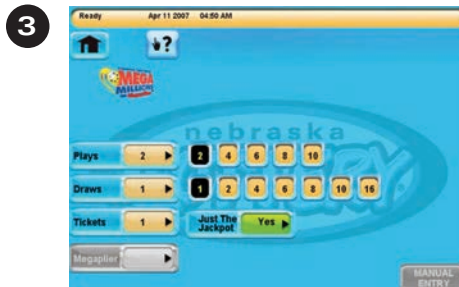 3
Ready Apr 11 2007 04:50 AM
?
MEGA
MILLIONS
nebraska
LOTTERY
Plays 2 2 4 6 8 10
Draws 1 1 2 4 6 8 10 16
Tickets 1 Just The Jackpot Yes
Megaplier
MANUAL
ENTRY